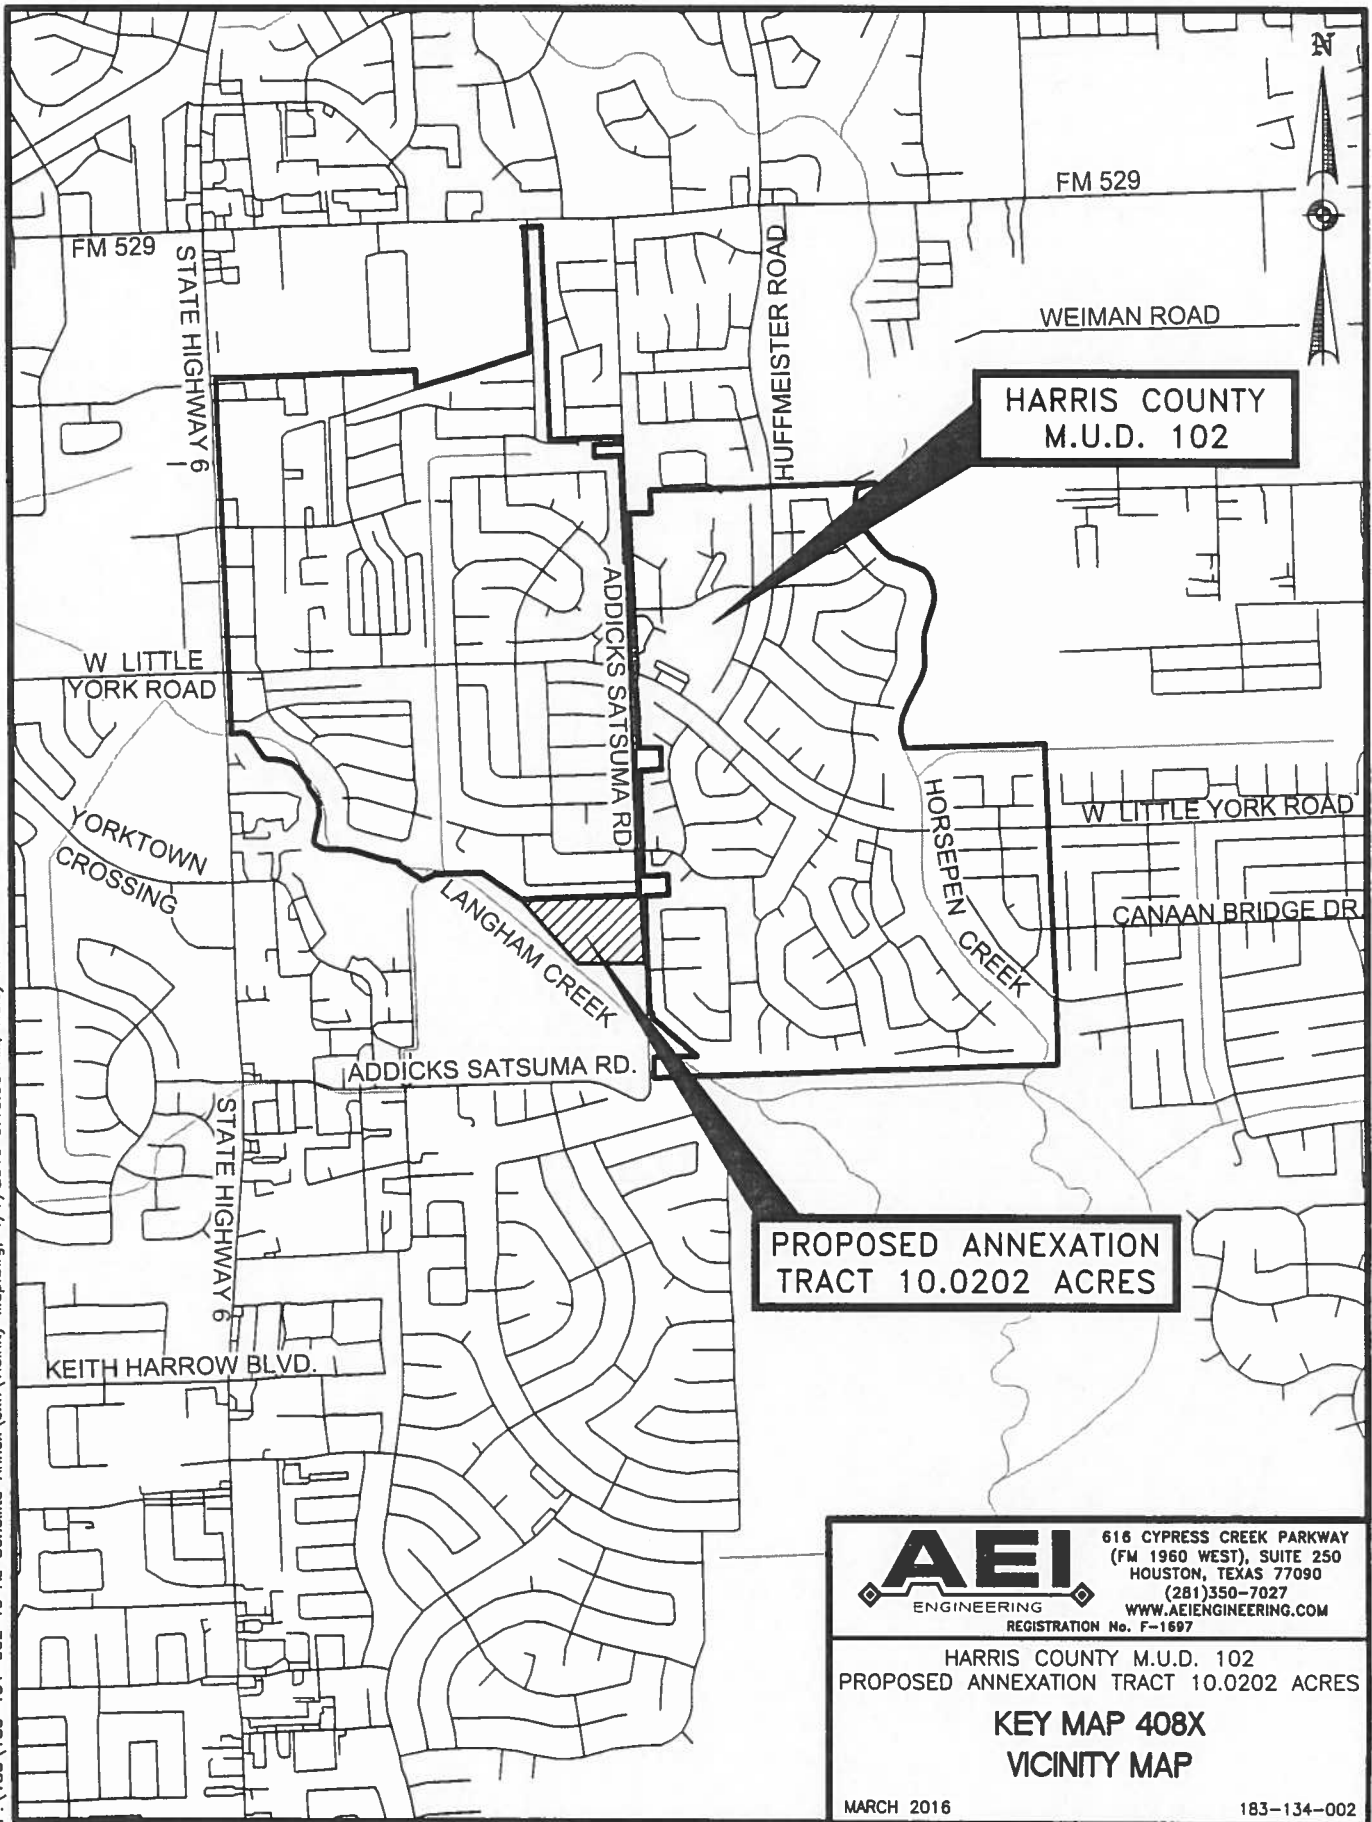 N
FM 529
FM 529
STATE HIGHWAY 6
HUFFMEISTER ROAD
WEIMAN ROAD
HARRIS COUNTY
M.U.D. 102
ADDICKS SATSUMA RD
W LITTLE
YORK ROAD
YORKTOWN
CROSSING
HORSEPEN CREEK
W LITTLE YORK ROAD
CANAAN BRIDGE DR.
LANGHAM CREEK
ADDICKS SATSUMA RD.
STATE HIGHWAY 6
PROPOSED ANNEXATION
TRACT 10.0202 ACRES
KEITH HARROW BLVD.
AEI
ENGINEERING
616 CYPRESS CREEK PARKWAY
(FM 1960 WEST), SUITE 250
HOUSTON, TEXAS 77090
(281)350-7027
WWW.AEIENGINEERING.COM
REGISTRATION No. F-1697
HARRIS COUNTY M.U.D. 102
PROPOSED ANNEXATION TRACT 10.0202 ACRES
KEY MAP 408X
VICINITY MAP
MARCH 2016
183-134-002